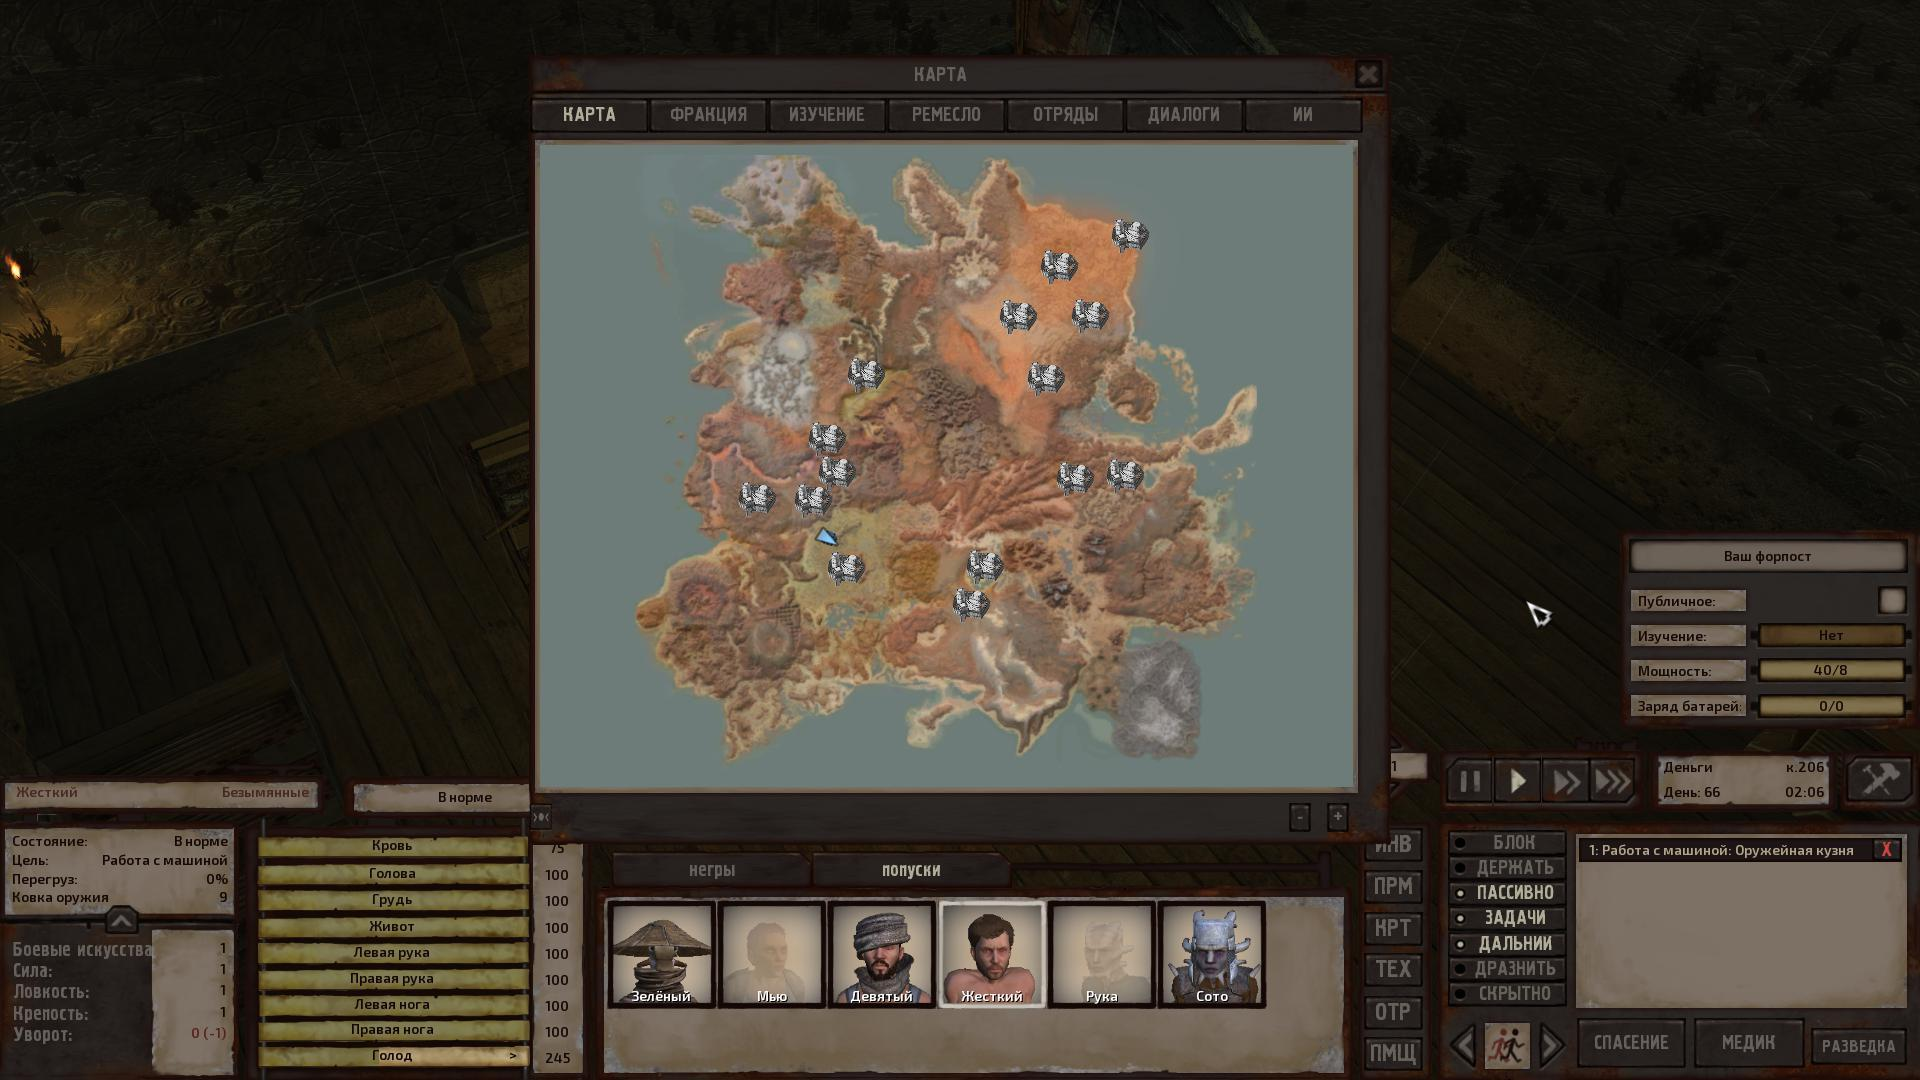 КАРТА
КАРТА ФРАКЦИЯ ИЗУЧЕНИЕ РЕМЕСЛО ОТРЯДЫ ДИАЛОГИ ИИ
Ваш форпост
Публичное:
Изучение: Нет
Мощность: 40/8
Заряд батарей: 0/0
- +
1
Деньги к.206
День: 66 02:06
Жесткий Безымянные
В норме
Состояние: В норме
Цель: Работа с машиной
Перегруз: 0%
Ковка оружия 9
Боевые искусства 1
Сила: 1
Ловкость: 1
Крепость: 1
Уворот: 0 (-1)
Кровь 75
Голова 100
Грудь 100
Живот 100
Левая рука 100
Правая рука 100
Левая нога 100
Правая нога 100
Голод > 245
негры попуски
Зелёный Мью Девятый Жесткий Рука Сото
ИНВ
ПРМ
КРТ
ТЕХ
ОТР
ПМЩ
БЛОК
ДЕРЖАТЬ
ПАССИВНО
ЗАДАЧИ
ДАЛЬНИИ
ДРАЗНИТЬ
СКРЫТНО
1: Работа с машиной: Оружейная кузня X
СПАСЕНИЕ МЕДИК РАЗВЕДКА